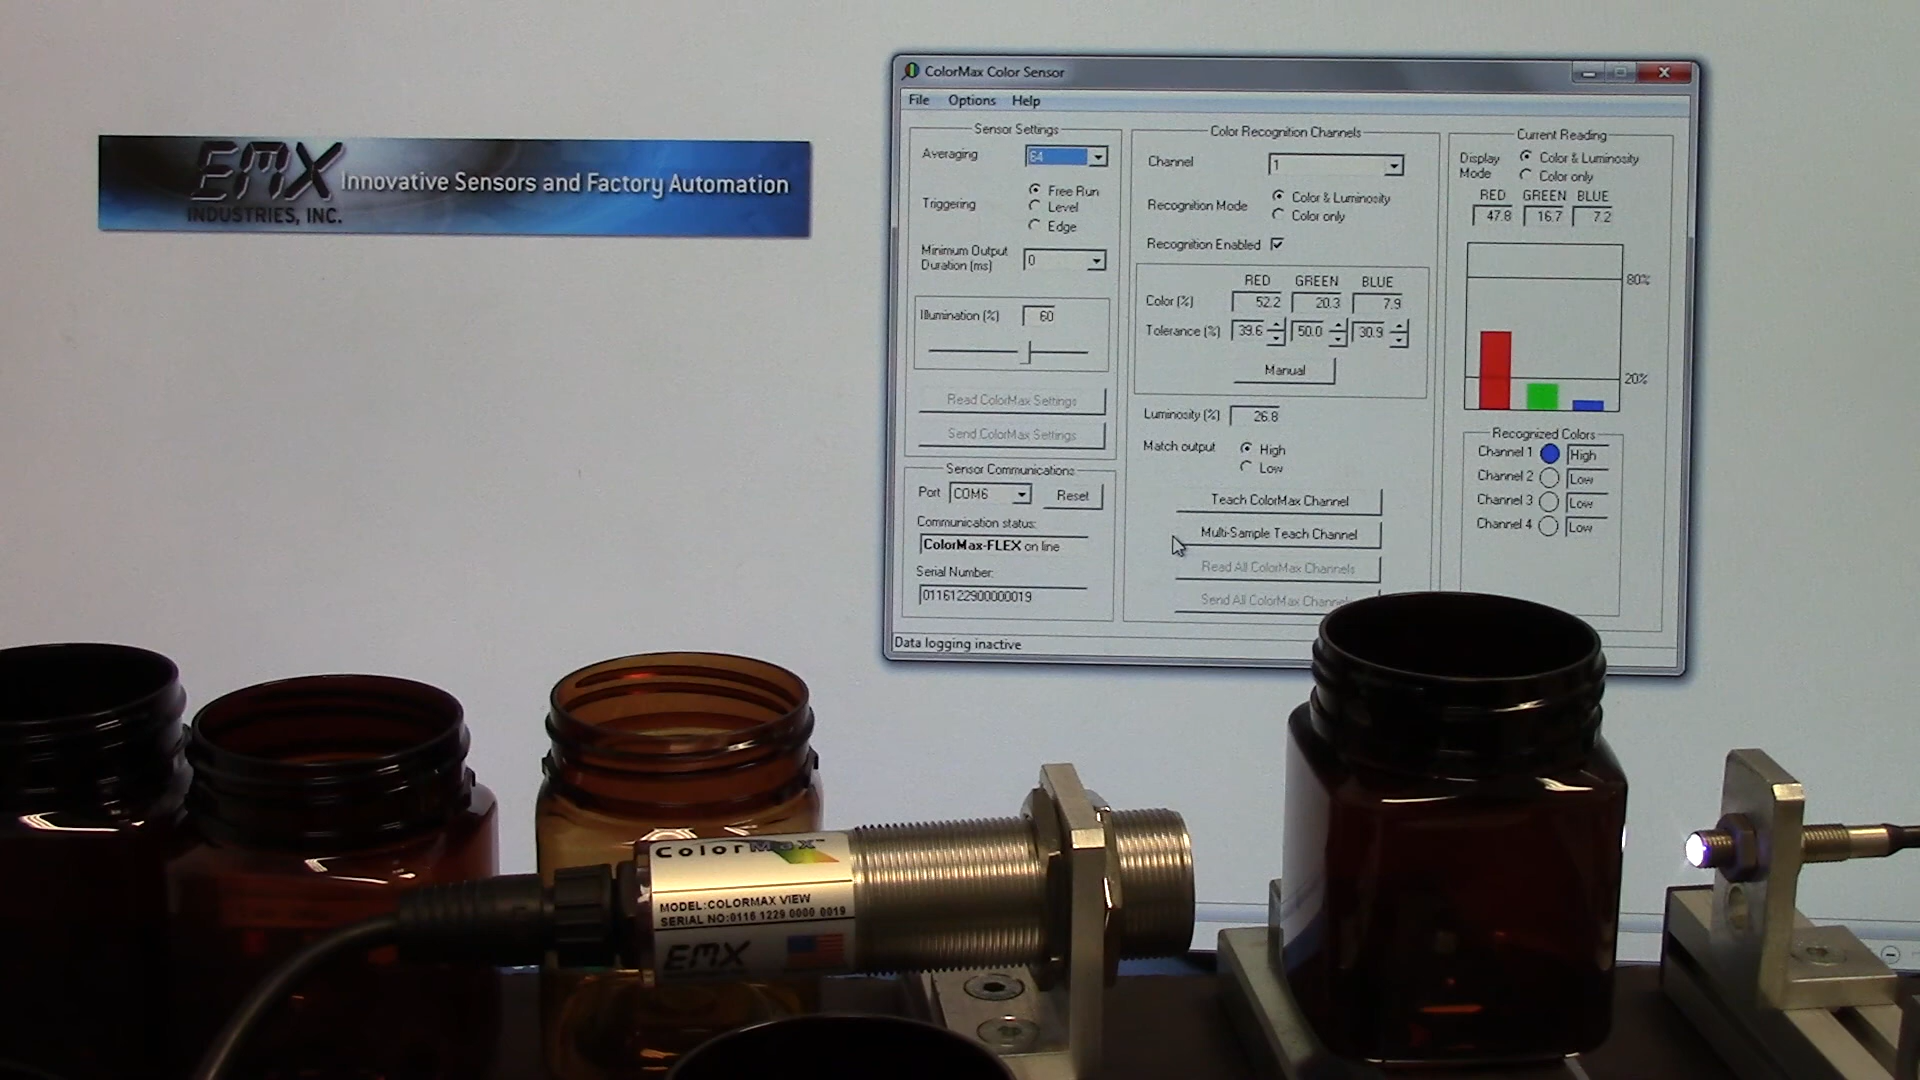 EMX
INDUSTRIES, INC.
Innovative Sensors and Factory Automation
ColorMax Color Sensor
File Options Help
Sensor Settings
Averaging 64
Triggering
Free Run
Level
Edge
Minimum Output
Duration (ms)
0
Illumination (%) 60
Read ColorMax Settings
Send ColorMax Settings
Sensor Communications
Port COM6 Reset
Communication status:
ColorMax-FLEX on line
Serial Number:
0116122900000019
Data logging inactive
Color Recognition Channels
Channel 1
Recognition Mode
Color & Luminosity
Color only
Recognition Enabled
RED GREEN BLUE
Color (%) 52.2 20.3 7.9
Tolerance (%) 39.6 50.0 30.9
Manual
Luminosity (%) 26.8
Match output
High
Low
Teach ColorMax Channel
Multi-Sample Teach Channel
Read All ColorMax Channels
Send All ColorMax Channels
Current Reading
Display
Mode
Color & Luminosity
Color only
RED GREEN BLUE
47.8 16.7 7.2
80%
20%
Recognized Colors
Channel 1 High
Channel 2 Low
Channel 3 Low
Channel 4 Low
ColorMax™
MODEL:COLORMAX VIEW
SERIAL NO:0116 1229 0000 0019
EMX